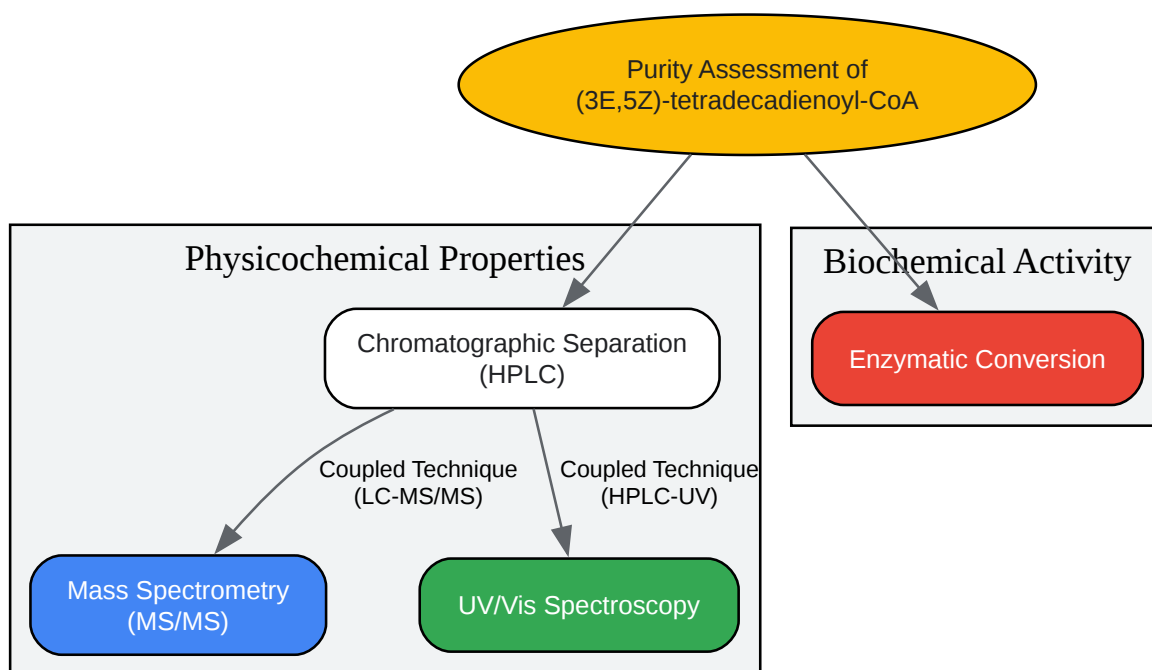 Purity Assessment of
(3E,5Z)-tetradecadienoyl-CoA
Physicochemical Properties
Biochemical Activity
Chromatographic Separation
(HPLC)
Enzymatic Conversion
Coupled Technique
(LC-MS/MS)
Coupled Technique
(HPLC-UV)
Mass Spectrometry
(MS/MS)
UV/Vis Spectroscopy